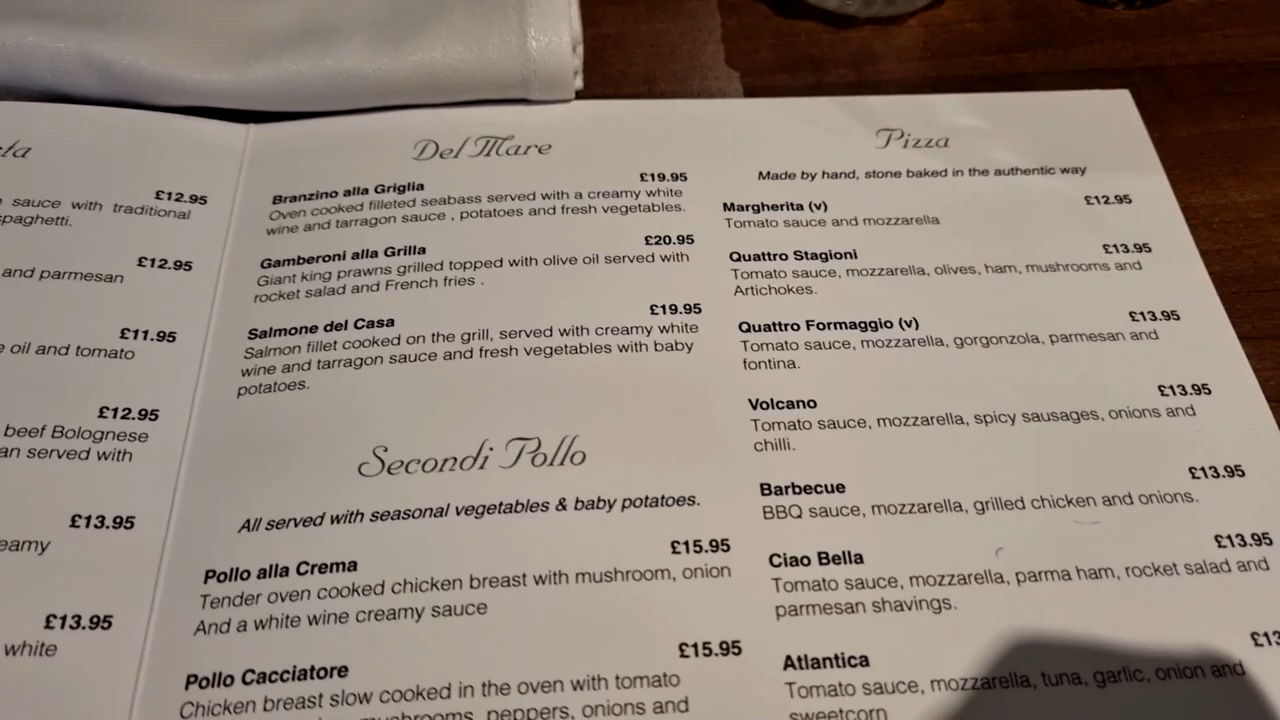 ta
£12.95
sauce with traditional
spaghetti.
£12.95
and parmesan
£11.95
oil and tomato
£12.95
beef Bolognese
an served with
£13.95
eamy
£13.95
white
Del Mare
Branzino alla Griglia £19.95
Oven cooked filleted seabass served with a creamy white
wine and tarragon sauce , potatoes and fresh vegetables.
Gamberoni alla Grilla £20.95
Giant king prawns grilled topped with olive oil served with
rocket salad and French fries .
Salmone del Casa £19.95
Salmon fillet cooked on the grill, served with creamy white
wine and tarragon sauce and fresh vegetables with baby
potatoes.
Secondi Pollo
All served with seasonal vegetables & baby potatoes.
Pollo alla Crema £15.95
Tender oven cooked chicken breast with mushroom, onion
And a white wine creamy sauce
Pollo Cacciatore £15.95
Chicken breast slow cooked in the oven with tomato
mushrooms, peppers, onions and
Pizza
Made by hand, stone baked in the authentic way
Margherita (v) £12.95
Tomato sauce and mozzarella
Quattro Stagioni £13.95
Tomato sauce, mozzarella, olives, ham, mushrooms and
Artichokes.
Quattro Formaggio (v) £13.95
Tomato sauce, mozzarella, gorgonzola, parmesan and
fontina.
Volcano £13.95
Tomato sauce, mozzarella, spicy sausages, onions and
chilli.
Barbecue £13.95
BBQ sauce, mozzarella, grilled chicken and onions.
Ciao Bella £13.95
Tomato sauce, mozzarella, parma ham, rocket salad and
parmesan shavings.
Atlantica £13
Tomato sauce, mozzarella, tuna, garlic, onion and
sweetcorn